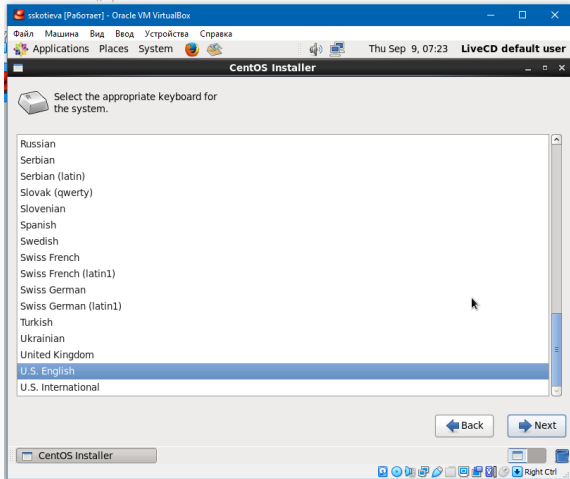 sskotieva [Работает] - Oracle VM VirtualBox
Файл Машина Вид Ввод Устройства Справка
Applications Places System Thu Sep 9, 07:23 LiveCD default user
CentOS Installer
Select the appropriate keyboard for
the system.
Russian
Serbian
Serbian (latin)
Slovak (qwerty)
Slovenian
Spanish
Swedish
Swiss French
Swiss French (latin1)
Swiss German
Swiss German (latin1)
Turkish
Ukrainian
United Kingdom
U.S. English
U.S. International
Back Next
CentOS Installer
Right Ctrl